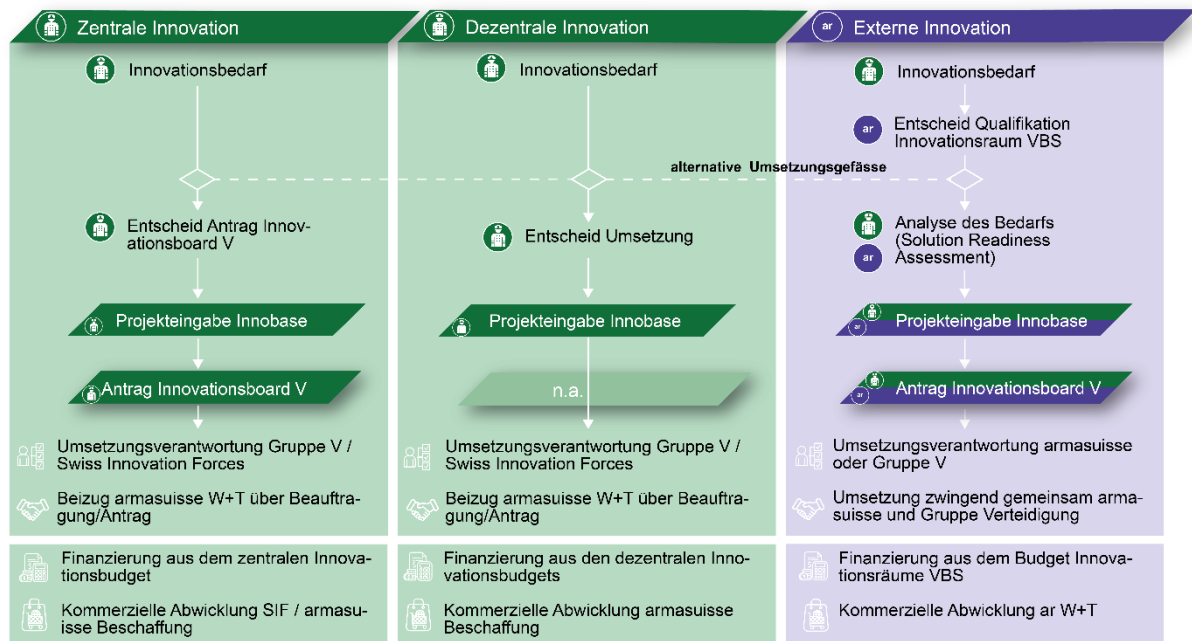 Zentrale Innovation
Innovationsbedarf
Entscheid Antrag Innov-
ationsboard V
Projekteingabe Innobase
Antrag Innovationsboard V
Umsetzungsverantwortung Gruppe V /
Swiss Innovation Forces
Beizug armasuisse W+T über Beauftra-
gung/Antrag
Finanzierung aus dem zentralen Innova-
tionsbudget
Kommerzielle Abwicklung SIF / armasu-
isse Beschaffung
Dezentrale Innovation
Innovationsbedarf
alternative Umsetzungsgefässe
Entscheid Umsetzung
Projekteingabe Innobase
n.a.
Umsetzungsverantwortung Gruppe V /
Swiss Innovation Forces
Beizug armasuisse W+T über Beauftra-
gung/Antrag
Finanzierung aus den dezentralen Inno-
vationsbudgets
Kommerzielle Abwicklung armasuisse
Beschaffung
ar Externe Innovation
Innovationsbedarf
ar Entscheid Qualifikation
Innovationsraum VBS
Analyse des Bedarfs
(Solution Readiness
ar Assessment)
Projekteingabe Innobase
ar
Antrag Innovationsboard V
ar
Umsetzungsverantwortung armasuisse
oder Gruppe V
Umsetzung zwingend gemeinsam arma-
suisse und Gruppe Verteidigung
Finanzierung aus dem Budget Innova-
tionsräume VBS
Kommerzielle Abwicklung ar W+T